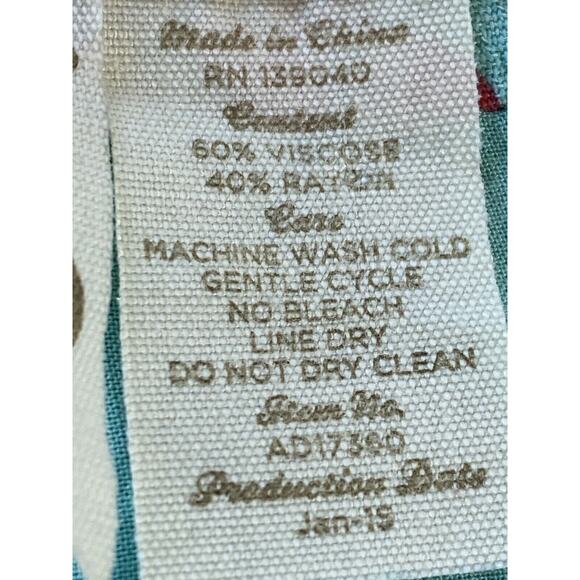 Made in China
RN 139040
Content
60% VISCOSE
40% RAYON
Care
MACHINE WASH COLD
GENTLE CYCLE
NO BLEACH
LINE DRY
DO NOT DRY CLEAN
Item No.
AD17390
Production Date
Jan-19